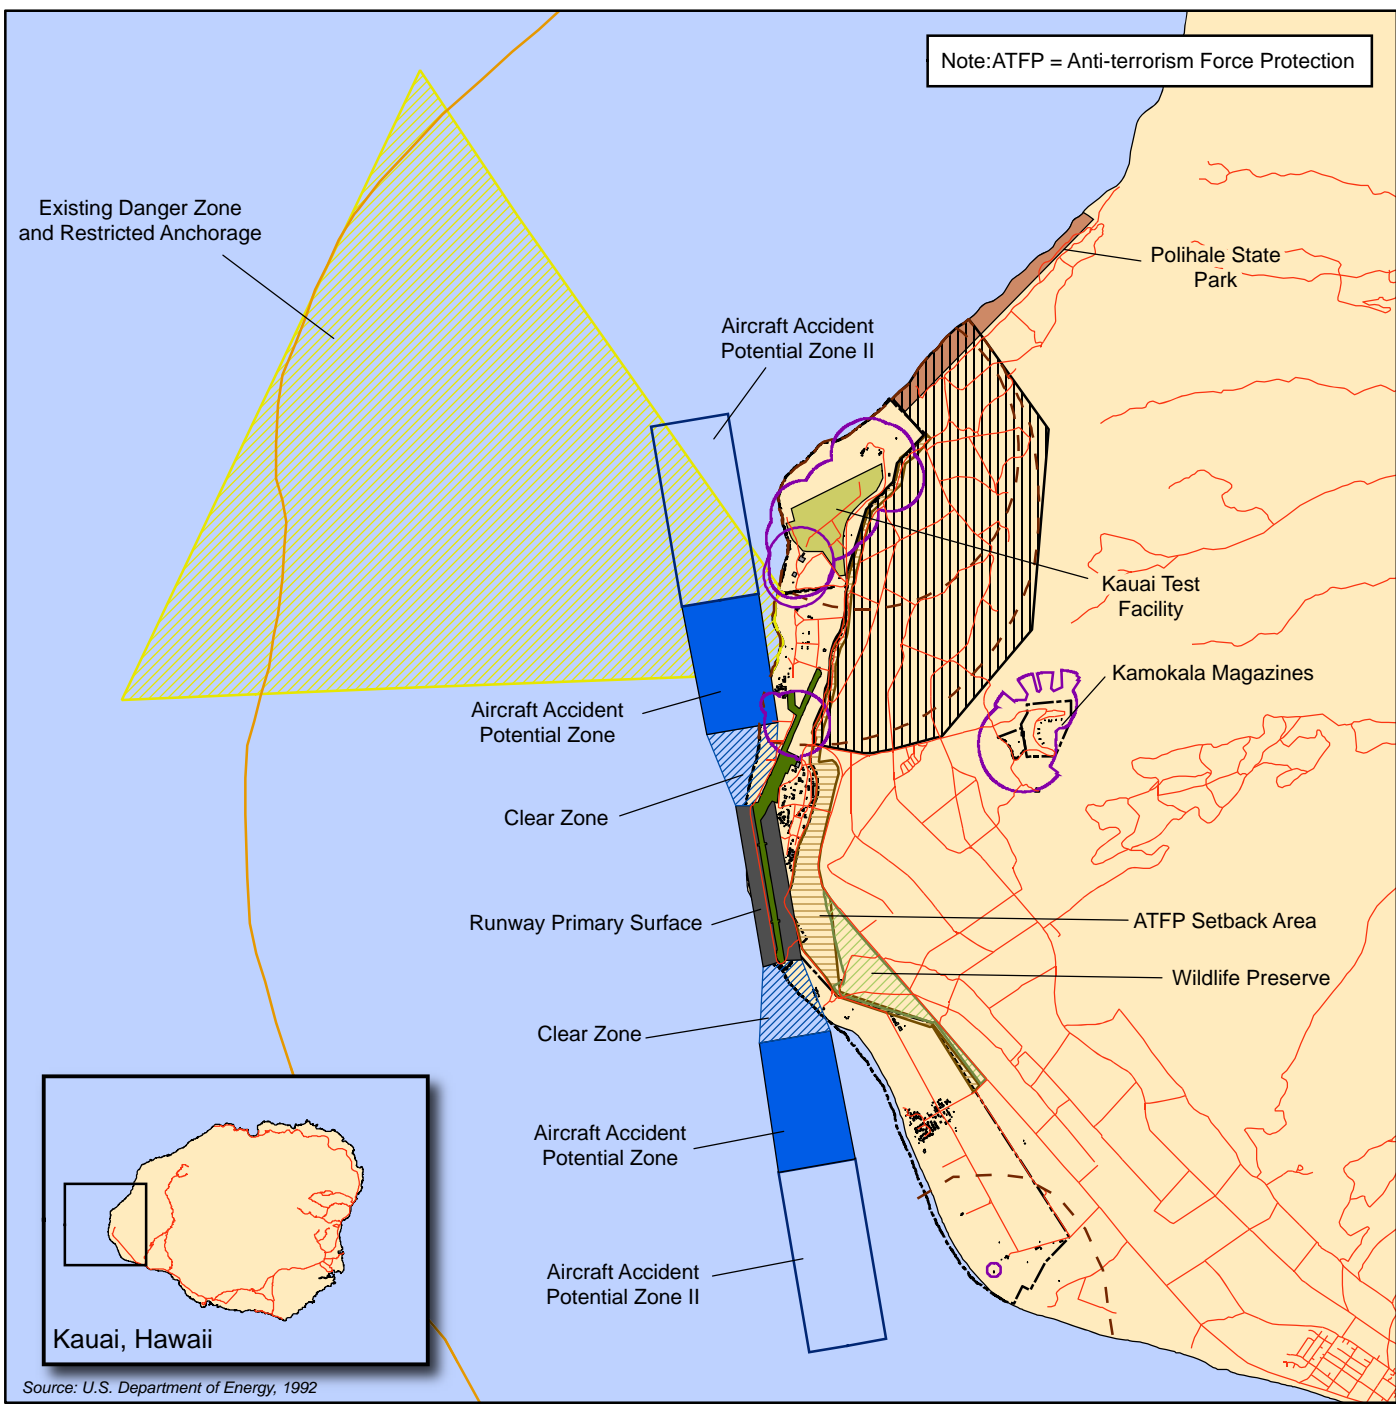 Note:ATFP = Anti-terrorism Force Protection
Existing Danger Zone
and Restricted Anchorage
Polihale State
Park
Aircraft Accident
Potential Zone II
Kauai Test
Facility
Kamokala Magazines
Aircraft Accident
Potential Zone
Clear Zone
Runway Primary Surface
ATFP Setback Area
Wildlife Preserve
Clear Zone
Aircraft Accident
Potential Zone
Aircraft Accident
Potential Zone II
Kauai, Hawaii
Source: U.S. Department of Energy, 1992